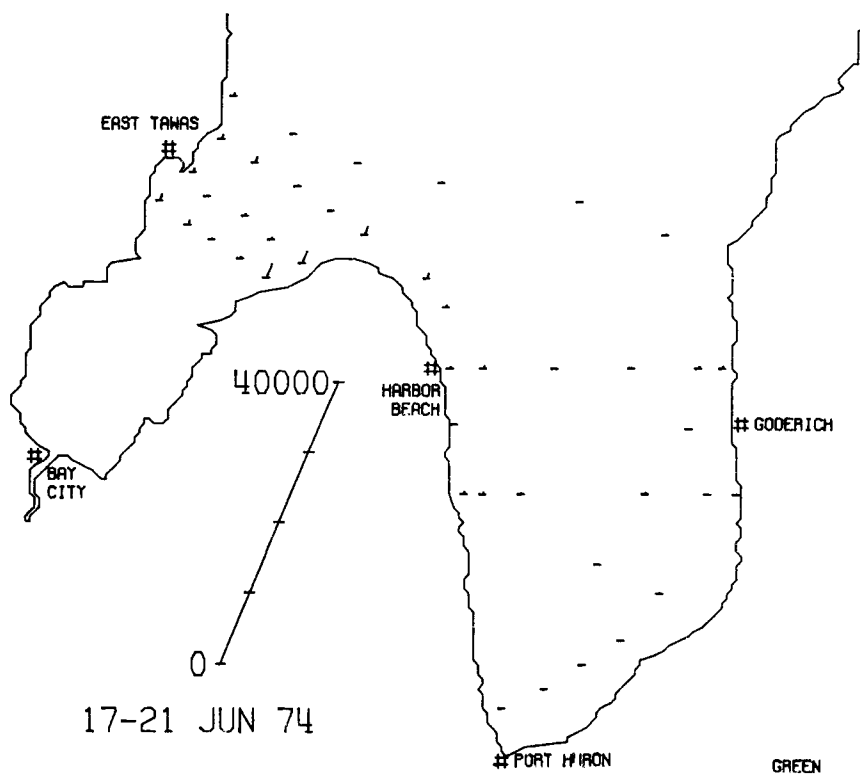 EAST TAWAS
#
40000
#
HARBOR
BEACH
# GODERICH
#
BAY
CITY
0
17-21 JUN 74
# PORT HURON
GREEN